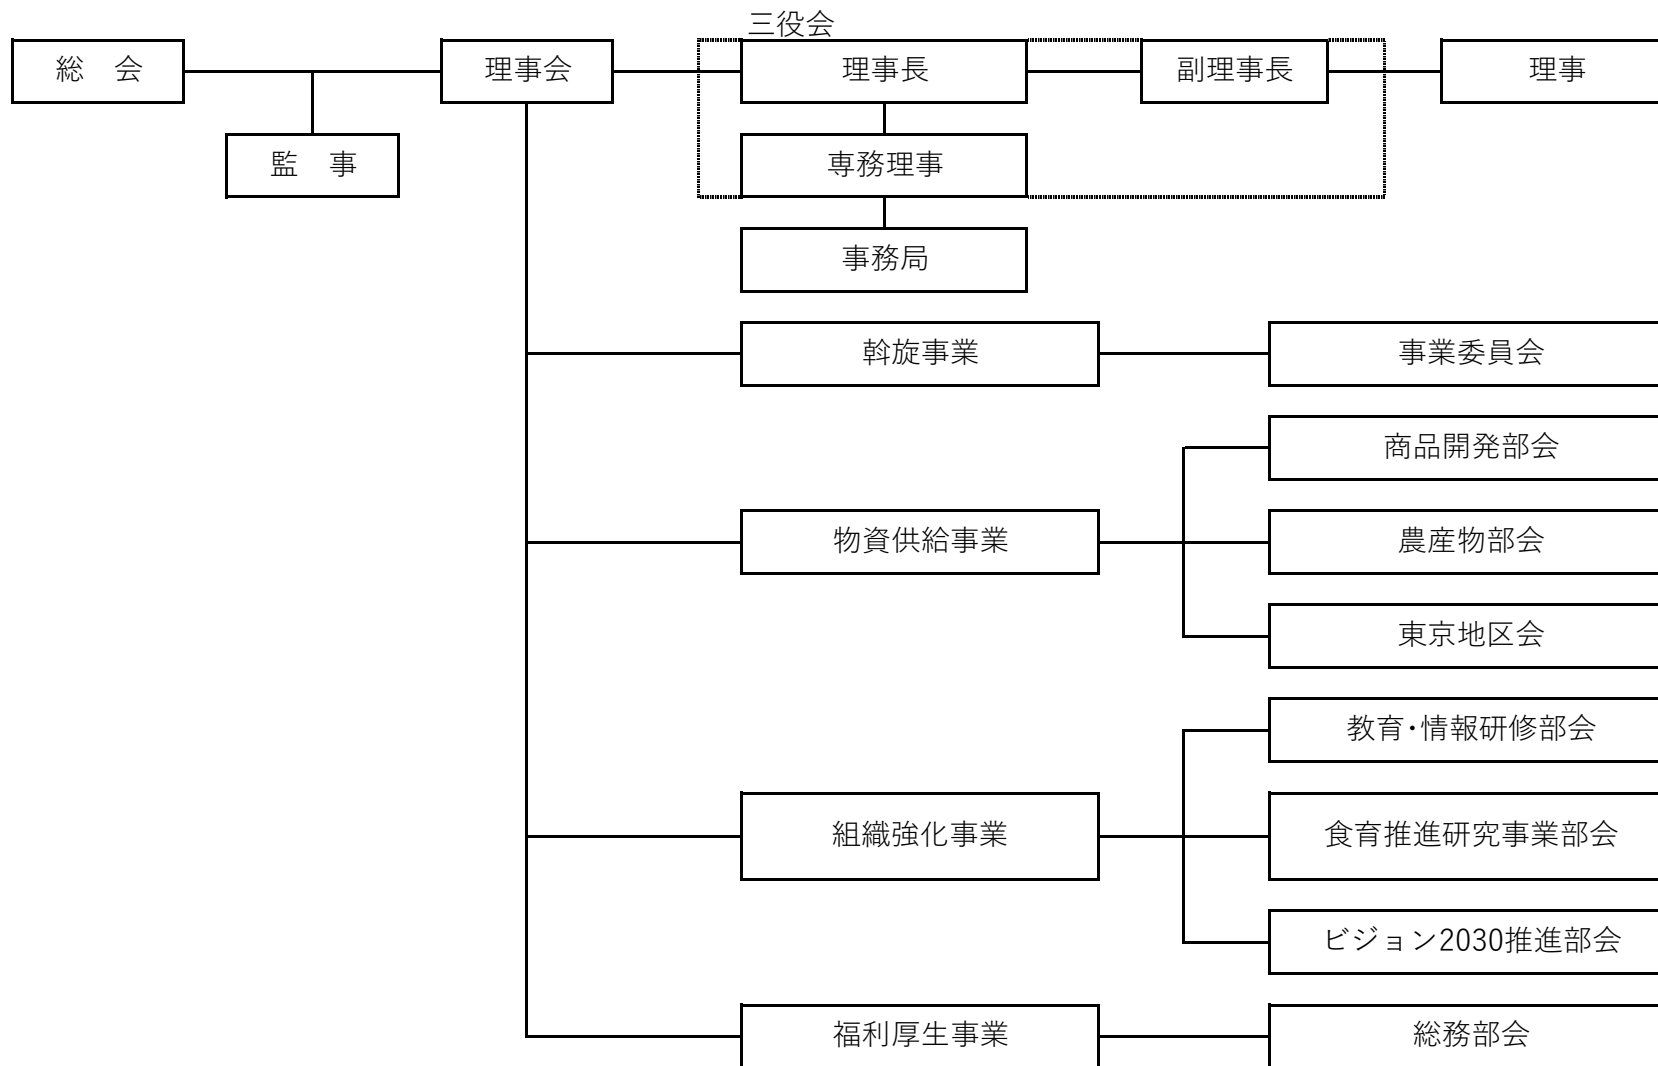 三役会
総　会
理事会
理事長
副理事長
理事
監　事
専務理事
事務局
斡旋事業
事業委員会
商品開発部会
物資供給事業
農産物部会
東京地区会
教育・情報研修部会
組織強化事業
食育推進研究事業部会
ビジョン2030推進部会
福利厚生事業
総務部会